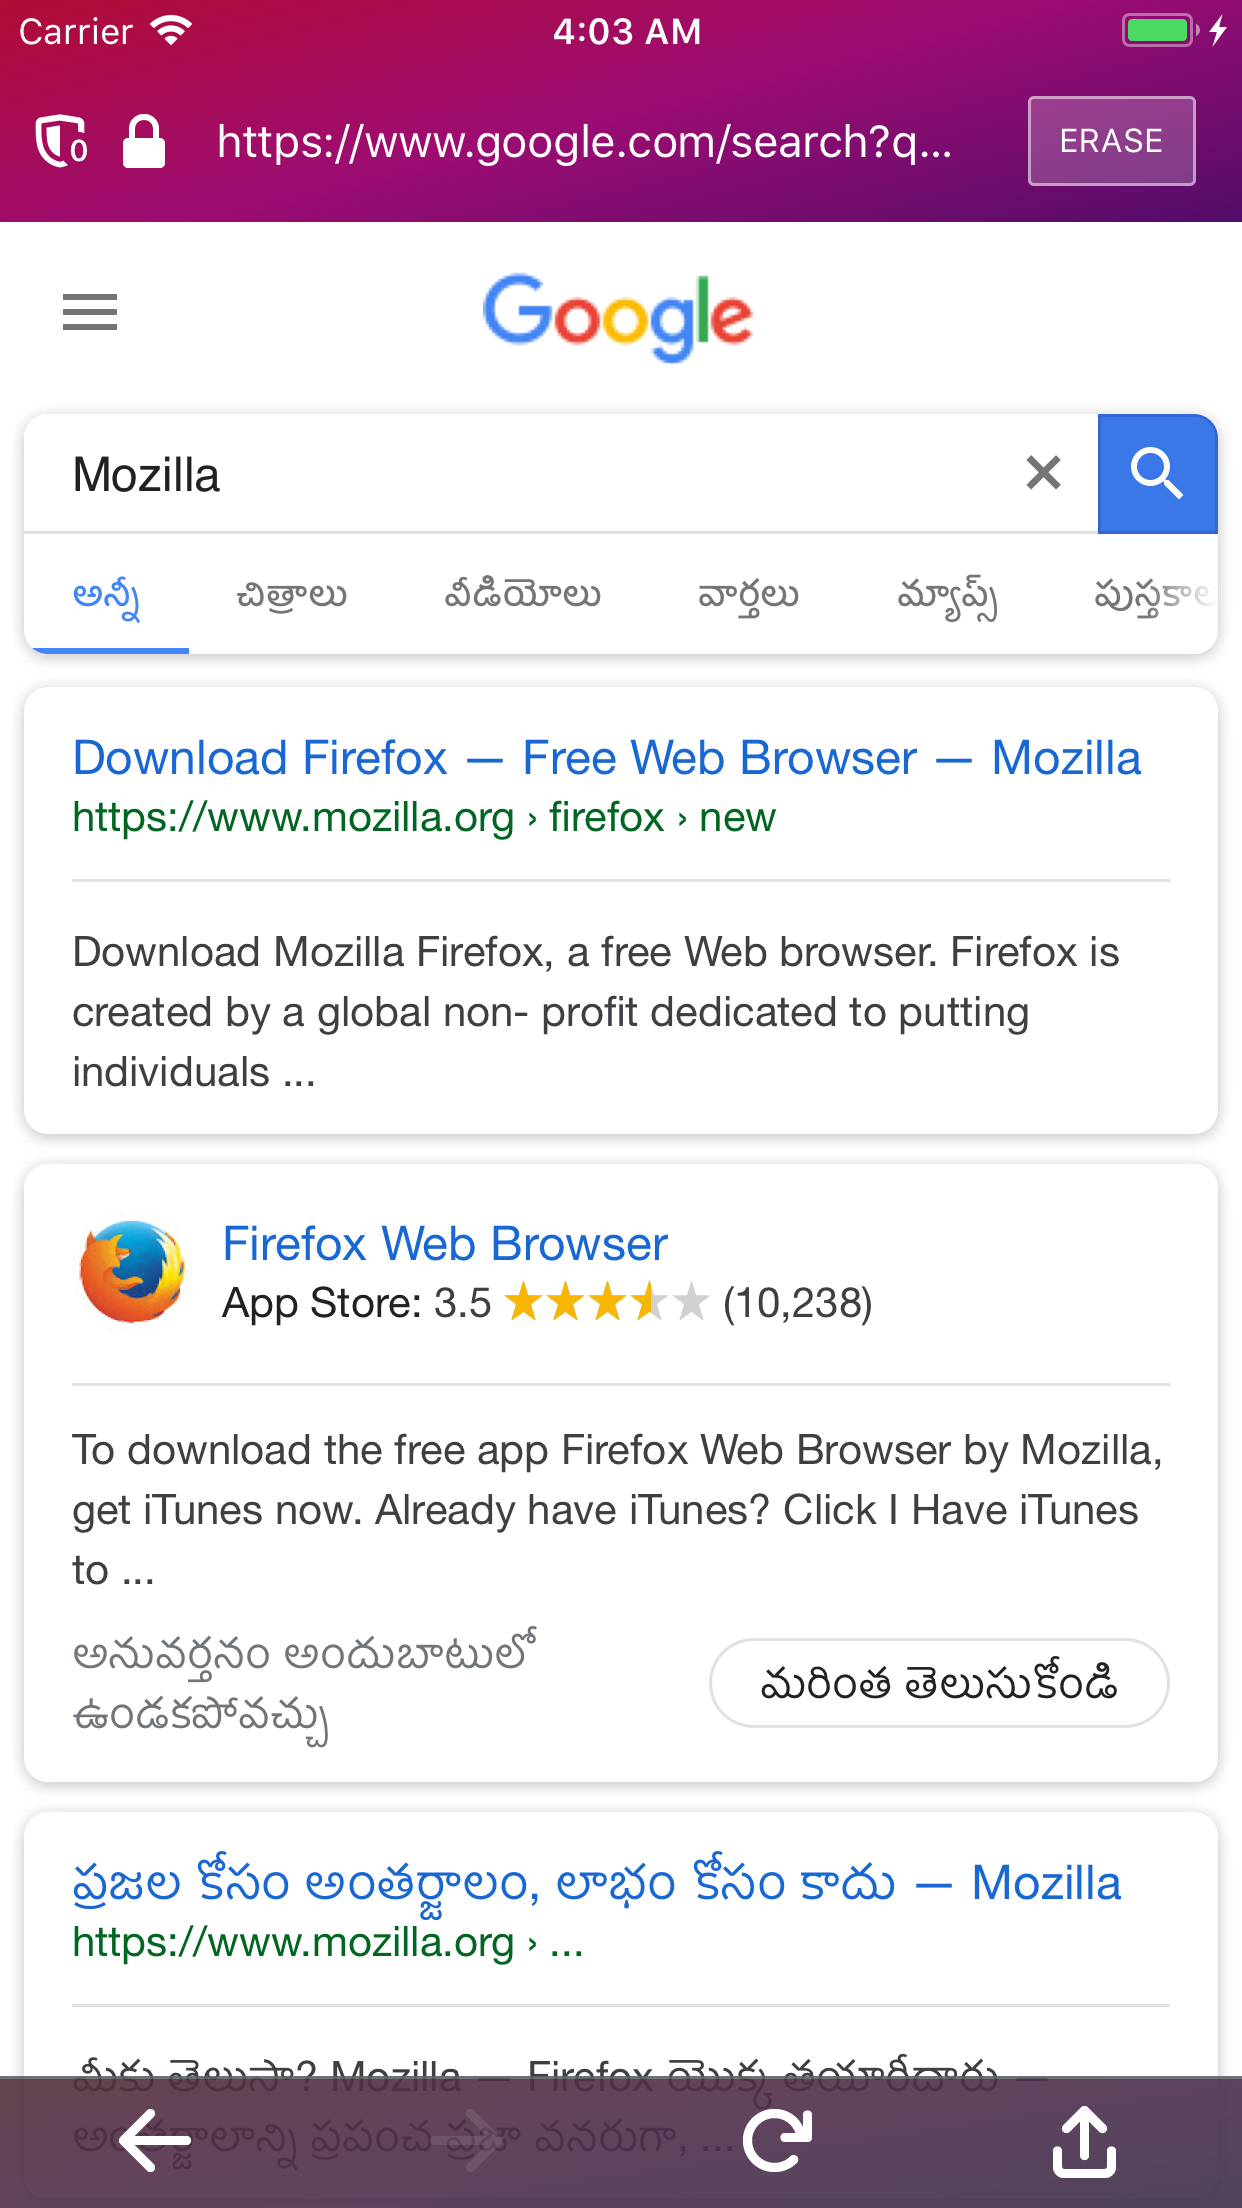 Carrier 4:03 AM
0 https://www.google.com/search?q... ERASE
Google
Mozilla
అన్నీ చిత్రాలు వీడియోలు వార్తలు మ్యాప్స్ పుస్తకాల
Download Firefox — Free Web Browser — Mozilla
https://www.mozilla.org › firefox › new
Download Mozilla Firefox, a free Web browser. Firefox is
created by a global non- profit dedicated to putting
individuals ...
Firefox Web Browser
App Store: 3.5 (10,238)
To download the free app Firefox Web Browser by Mozilla,
get iTunes now. Already have iTunes? Click I Have iTunes
to ...
అనువర్తనం అందుబాటులో
ఉండకపోవచ్చు
మరింత తెలుసుకోండి
ప్రజల కోసం అంతర్జాలం, లాభం కోసం కాదు — Mozilla
https://www.mozilla.org › ...
మీకు తెలుసా? Mozilla — Firefox యొక్క తయారీదారు —
అంతర్జాలాన్ని ప్రపంచ ప్రజా వనరుగా, ...